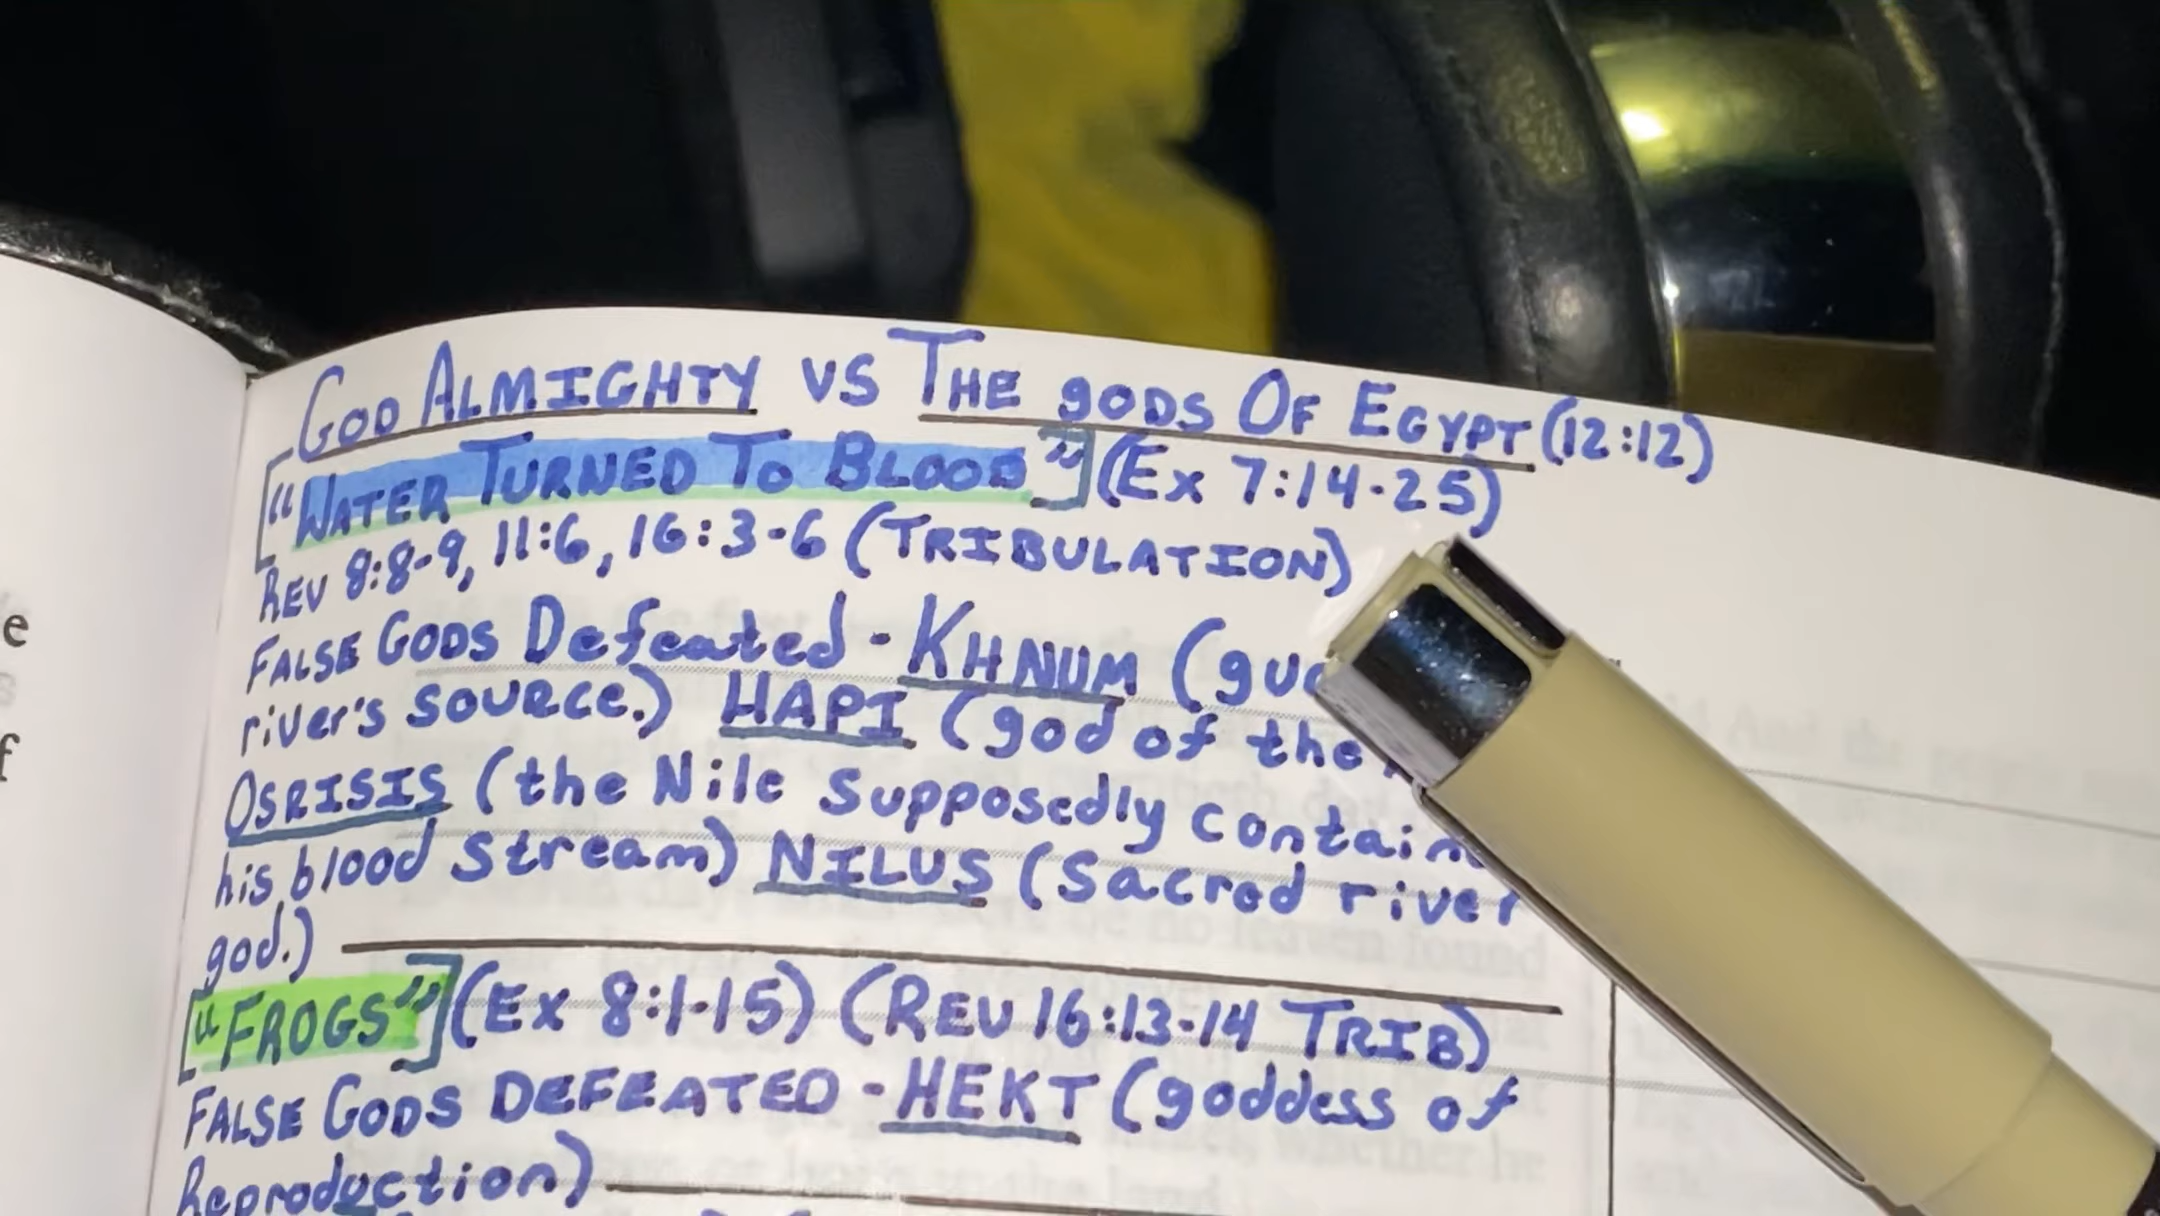 God Almighty vs The gods Of Egypt (12:12)
["Water Turned To Blood"] (Ex 7:14-25)
Rev 8:8-9, 11:6, 16:3-6 (Tribulation)
False Gods Defeated - Khnum (
river's source.) Hapi (god of the
Osrisis (the Nile supposedly
his blood stream) Nilus (Sacred river
god.)
["Frogs"] (Ex 8:1-15) (Rev 16:13-14 Trib)
False Gods Defeated - Hekt (goddess of
Reproduction)